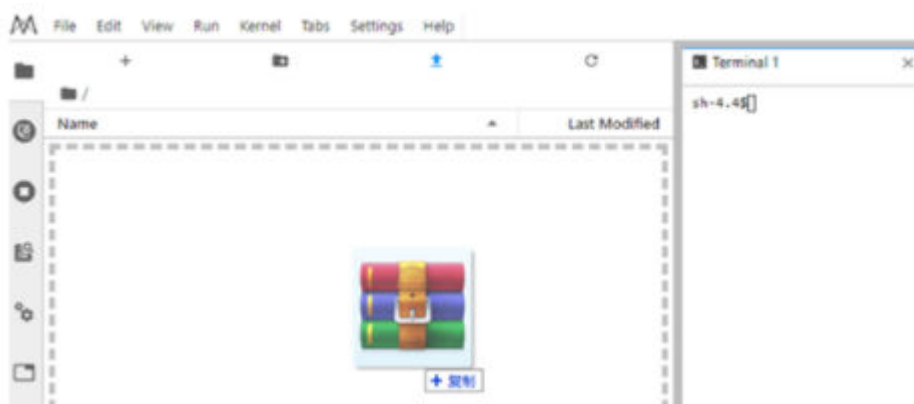 File Edit View Run Kernel Tabs Settings Help
Terminal 1
/
Name Last Modified
sh-4.4$
+ 复制